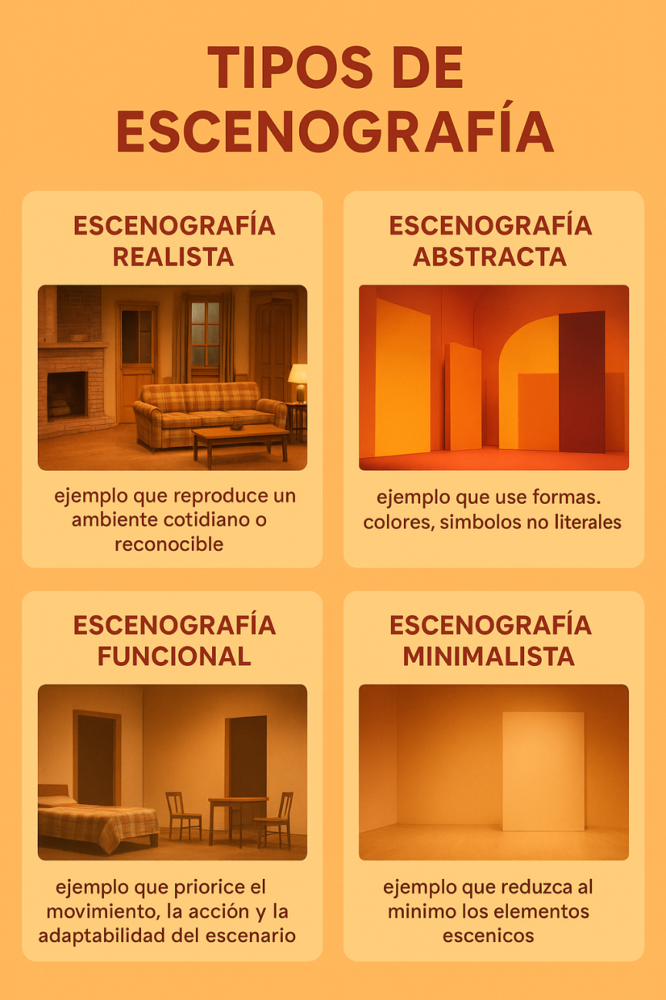 TIPOS DE
ESCENOGRAFÍA
ESCENOGRAFÍA
REALISTA
ejemplo que reproduce un
ambiente cotidiano o
reconocible
ESCENOGRAFÍA
ABSTRACTA
ejemplo que use formas.
colores, simbolos no literales
ESCENOGRAFÍA
FUNCIONAL
ejemplo que priorice el
movimiento, la acción y la
adaptabilidad del escenario
ESCENOGRAFÍA
MINIMALISTA
ejemplo que reduzca al
minimo los elementos
escenicos